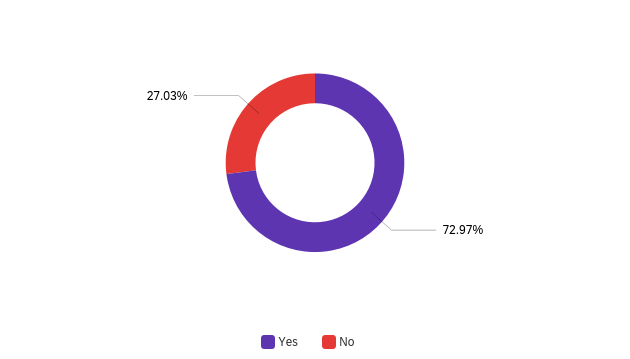 27.03%
72.97%
Yes
No